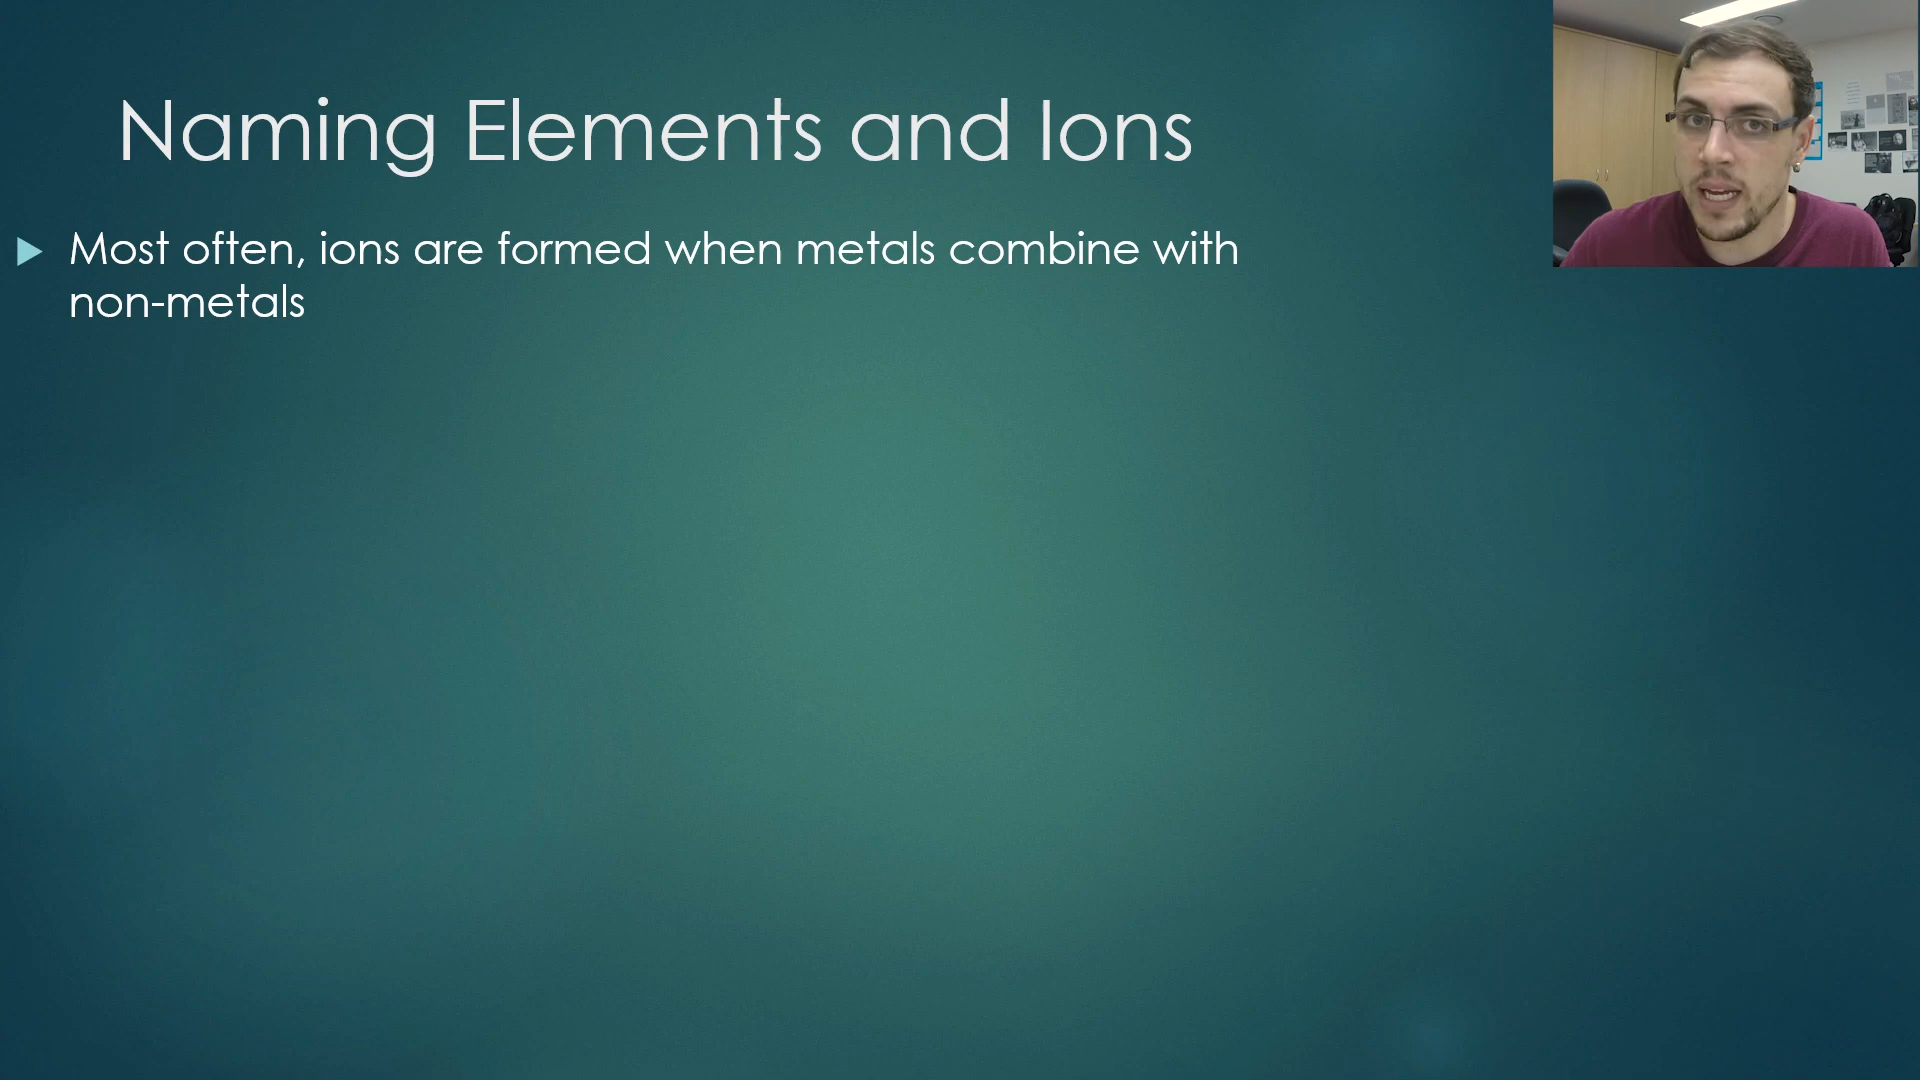 Naming Elements and Ions
Most often, ions are formed when metals combine with
non-metals